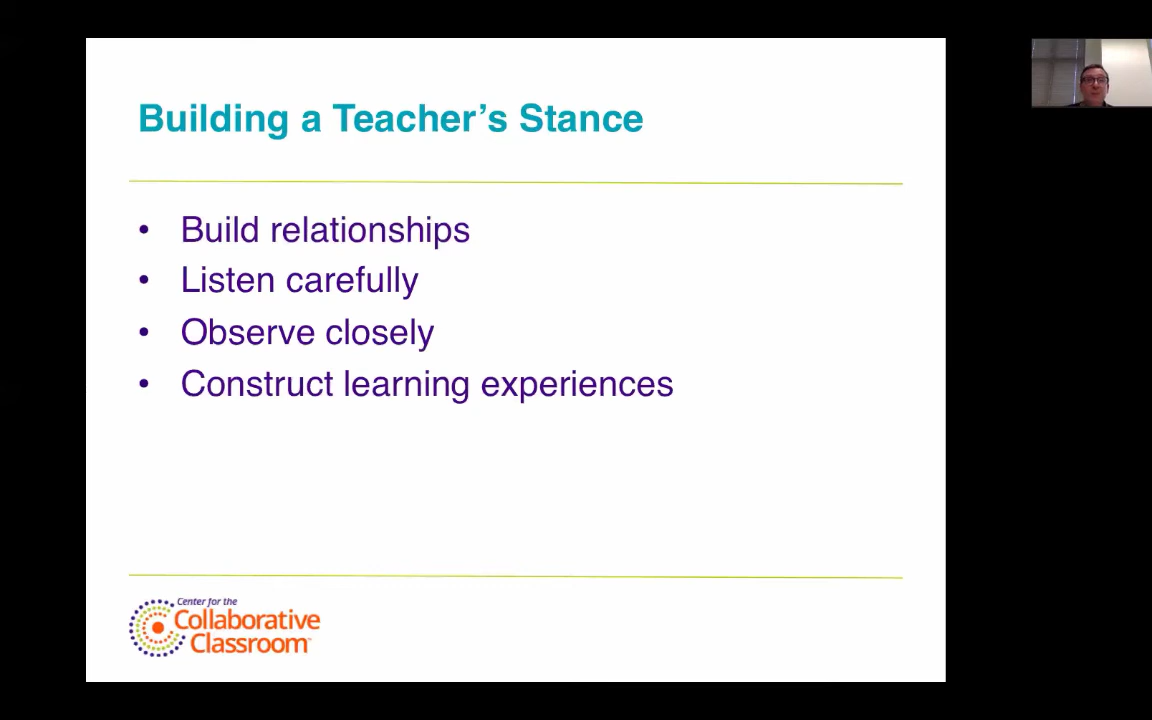 Building a Teacher’s Stance
• Build relationships
• Listen carefully
• Observe closely
• Construct learning experiences
Center for the
Collaborative
Classroom